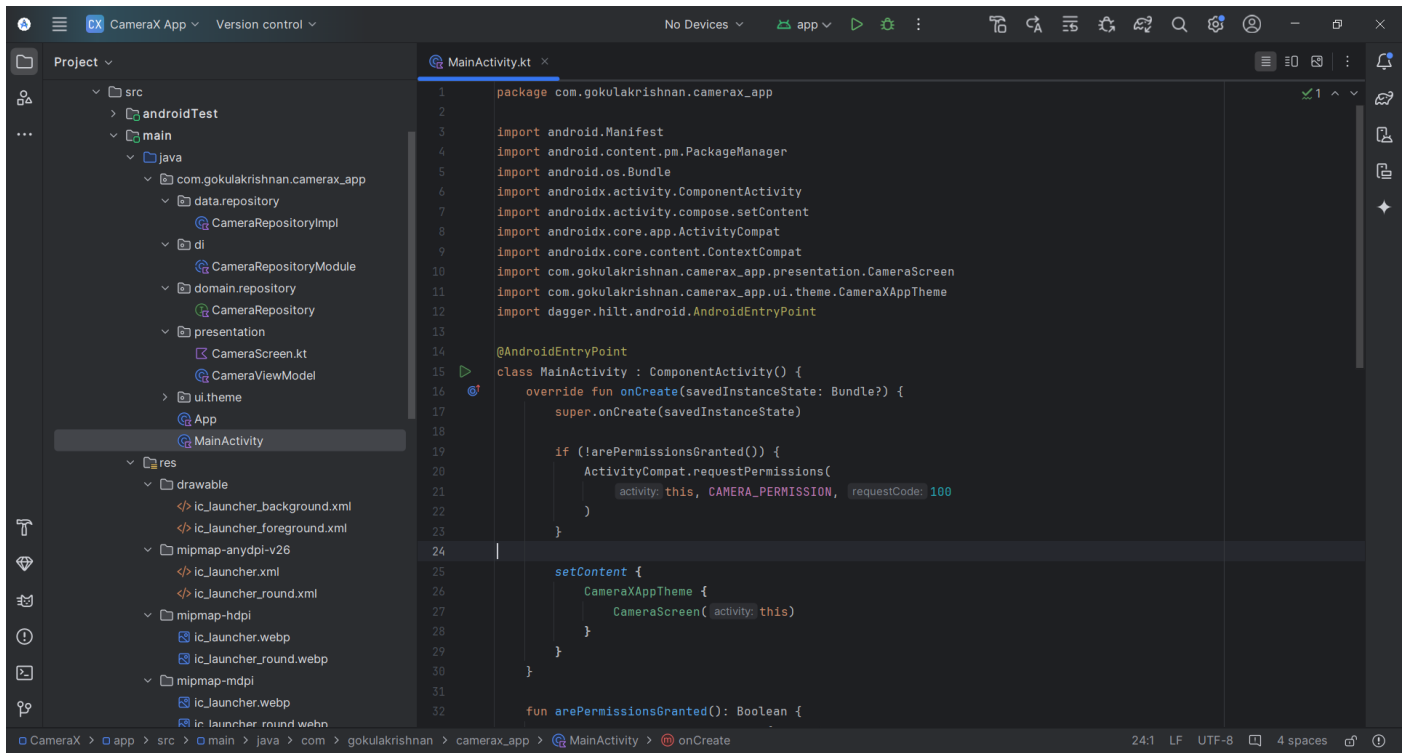 CX CameraX App Version control No Devices app
Project
MainActivity.kt
src
androidTest
main
java
com.gokulakrishnan.camerax_app
data.repository
CameraRepositoryImpl
di
CameraRepositoryModule
domain.repository
CameraRepository
presentation
CameraScreen.kt
CameraViewModel
ui.theme
App
MainActivity
res
drawable
ic_launcher_background.xml
ic_launcher_foreground.xml
mipmap-anydpi-v26
ic_launcher.xml
ic_launcher_round.xml
mipmap-hdpi
ic_launcher.webp
ic_launcher_round.webp
mipmap-mdpi
ic_launcher.webp
ic_launcher_round.webp
1 package com.gokulakrishnan.camerax_app
2
3 import android.Manifest
4 import android.content.pm.PackageManager
5 import android.os.Bundle
6 import androidx.activity.ComponentActivity
7 import androidx.activity.compose.setContent
8 import androidx.core.app.ActivityCompat
9 import androidx.core.content.ContextCompat
10 import com.gokulakrishnan.camerax_app.presentation.CameraScreen
11 import com.gokulakrishnan.camerax_app.ui.theme.CameraXAppTheme
12 import dagger.hilt.android.AndroidEntryPoint
13
14 @AndroidEntryPoint
15 class MainActivity : ComponentActivity() {
16 override fun onCreate(savedInstanceState: Bundle?) {
17 super.onCreate(savedInstanceState)
18
19 if (!arePermissionsGranted()) {
20 ActivityCompat.requestPermissions(
21 activity: this, CAMERA_PERMISSION, requestCode: 100
22 )
23 }
24
25 setContent {
26 CameraXAppTheme {
27 CameraScreen( activity: this)
28 }
29 }
30 }
31
32 fun arePermissionsGranted(): Boolean {
1
CameraX > app > src > main > java > com > gokulakrishnan > camerax_app > MainActivity > onCreate
24:1 LF UTF-8 4 spaces